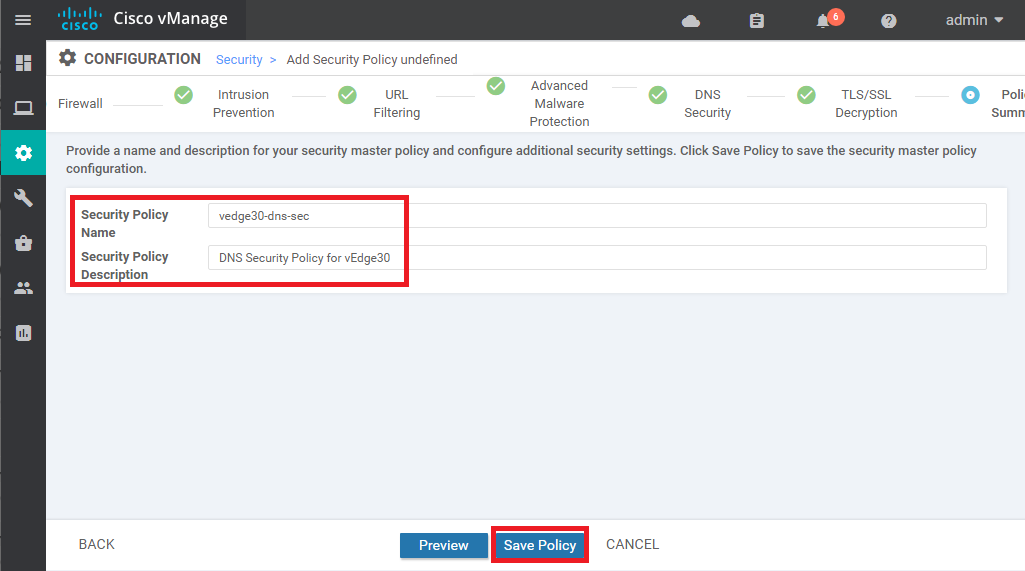 CISCO Cisco vManage
6
admin
CONFIGURATION Security > Add Security Policy undefined
Firewall
Intrusion
Prevention
URL
Filtering
Advanced
Malware
Protection
DNS
Security
TLS/SSL
Decryption
Poli
Summ
Provide a name and description for your security master policy and configure additional security settings. Click Save Policy to save the security master policy
configuration.
Security Policy
Name
vedge30-dns-sec
Security Policy
Description
DNS Security Policy for vEdge30
BACK Preview Save Policy CANCEL